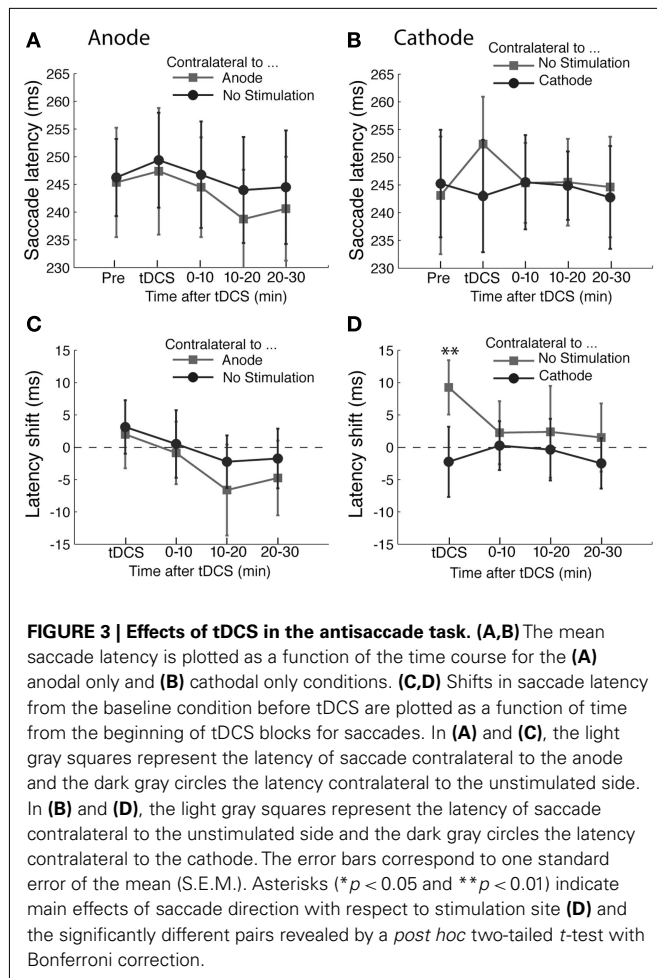 A Anode
B Cathode
Contralateral to ...
Anode
No Stimulation
Saccade latency (ms)
265
260
255
250
245
240
235
230
Pre tDCS 0-10 10-20 20-30
Time after tDCS (min)
Contralateral to ...
No Stimulation
Cathode
Saccade latency (ms)
265
260
255
250
245
240
235
230
Pre tDCS 0-10 10-20 20-30
Time after tDCS (min)
C
Contralateral to ...
Anode
No Stimulation
Latency shift (ms)
15
10
5
0
-5
-10
-15
tDCS 0-10 10-20 20-30
Time after tDCS (min)
D
Contralateral to ...
No Stimulation
Cathode
**
Latency shift (ms)
15
10
5
0
-5
-10
-15
tDCS 0-10 10-20 20-30
Time after tDCS (min)
FIGURE 3 | Effects of tDCS in the antisaccade task. (A,B) The mean
saccade latency is plotted as a function of the time course for the (A)
anodal only and (B) cathodal only conditions. (C,D) Shifts in saccade latency
from the baseline condition before tDCS are plotted as a function of time
from the beginning of tDCS blocks for saccades. In (A) and (C), the light
gray squares represent the latency of saccade contralateral to the anode
and the dark gray circles the latency contralateral to the unstimulated side.
In (B) and (D), the light gray squares represent the latency of saccade
contralateral to the unstimulated side and the dark gray circles the latency
contralateral to the cathode. The error bars correspond to one standard
error of the mean (S.E.M.). Asterisks (*p < 0.05 and **p < 0.01) indicate
main effects of saccade direction with respect to stimulation site (D) and
the significantly different pairs revealed by a post hoc two-tailed t-test with
Bonferroni correction.